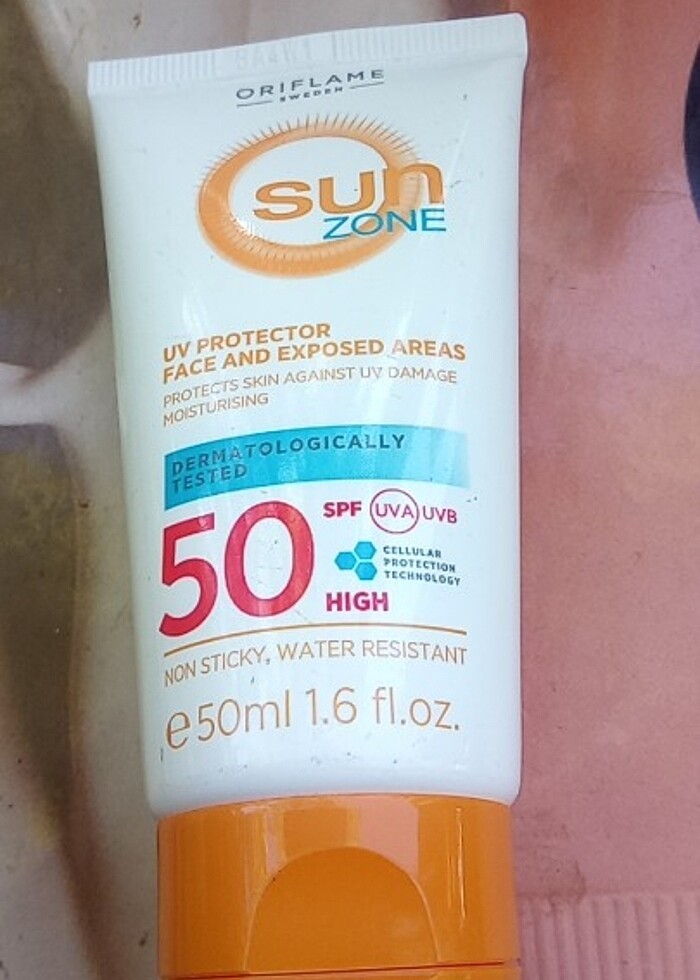 ORIFLAME
SWEDEN
sun
ZONE
UV PROTECTOR
FACE AND EXPOSED AREAS
PROTECTS SKIN AGAINST UV DAMAGE
MOISTURISING
DERMATOLOGICALLY
TESTED
50 SPF UVA UVB
CELLULAR
PROTECTION
TECHNOLOGY
HIGH
NON STICKY, WATER RESISTANT
e 50ml 1.6 fl.oz.